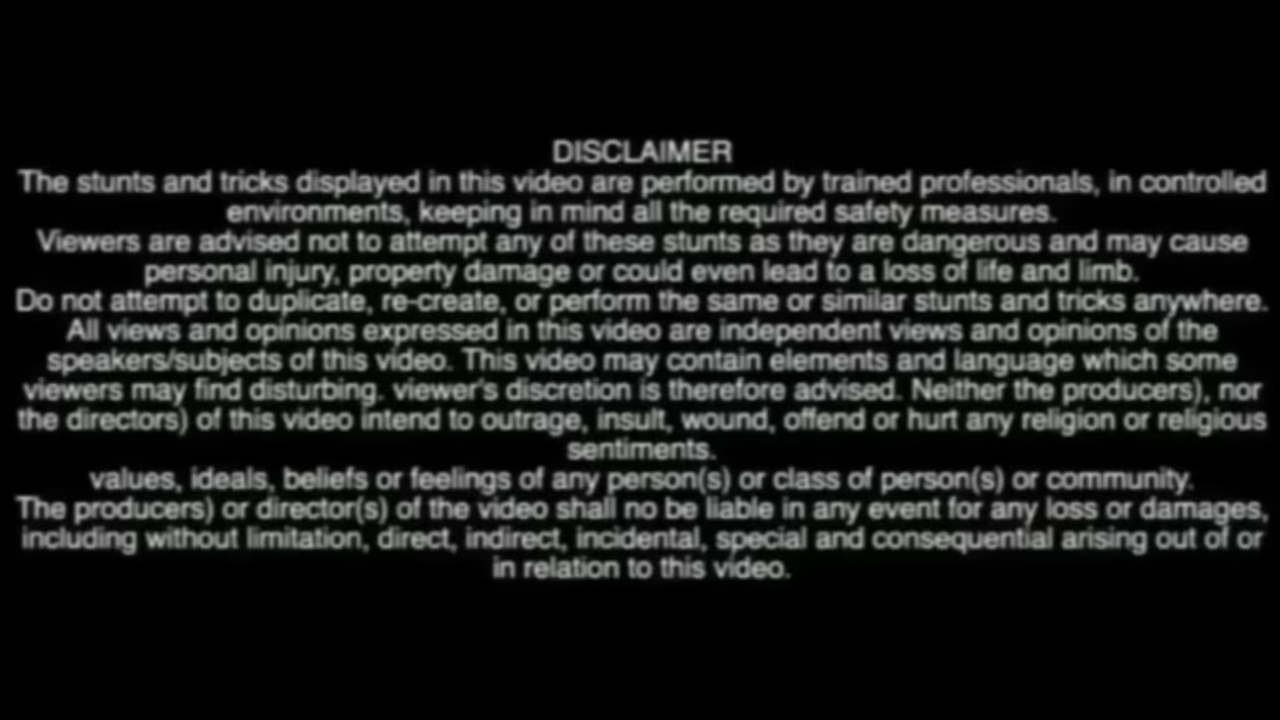 DISCLAIMER
The stunts and tricks displayed in this video are performed by trained professionals, in controlled
environments, keeping in mind all the required safety measures.
Viewers are advised not to attempt any of these stunts as they are dangerous and may cause
personal injury, property damage or could even lead to a loss of life and limb.
Do not attempt to duplicate, re-create, or perform the same or similar stunts and tricks anywhere.
All views and opinions expressed in this video are independent views and opinions of the
speakers/subjects of this video. This video may contain elements and language which some
viewers may find disturbing. viewer's discretion is therefore advised. Neither the producers), nor
the directors) of this video intend to outrage, insult, wound, offend or hurt any religion or religious
sentiments.
values, ideals, beliefs or feelings of any person(s) or class of person(s) or community.
The producers) or director(s) of the video shall no be liable in any event for any loss or damages,
including without limitation, direct, indirect, incidental, special and consequential arising out of or
in relation to this video.